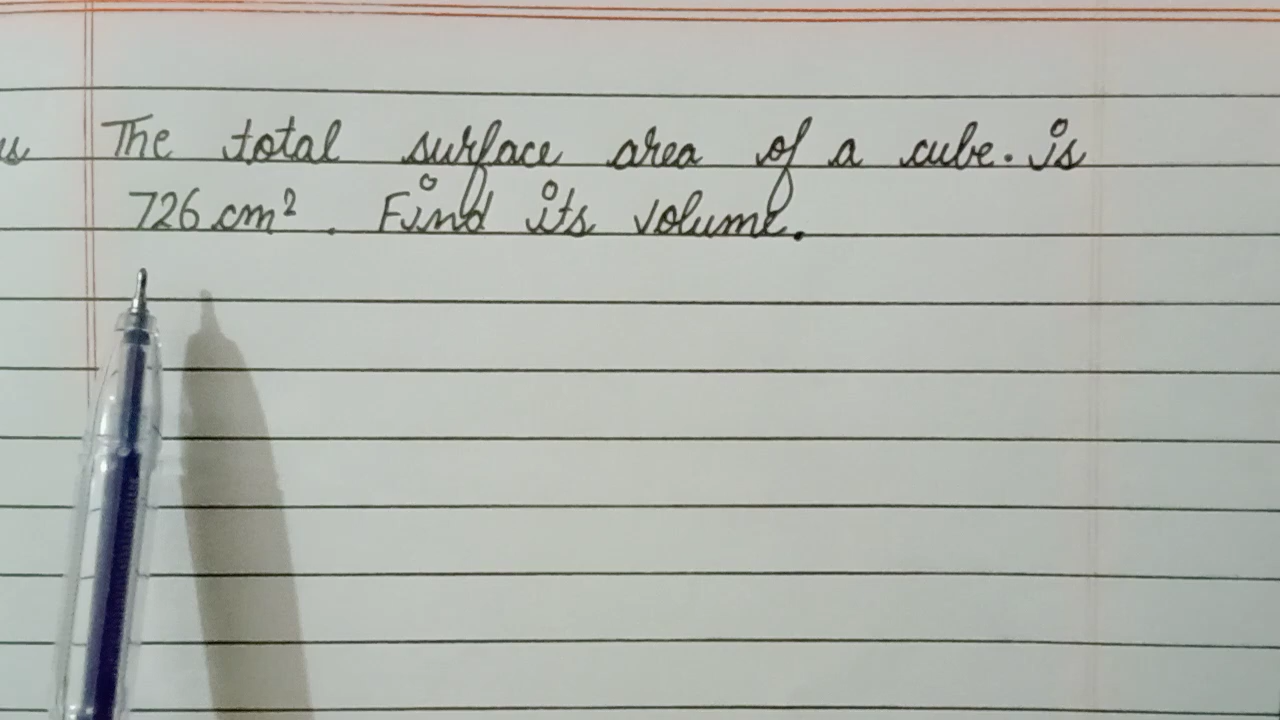 The total surface area of a cube. is
726 cm². Find its volume.